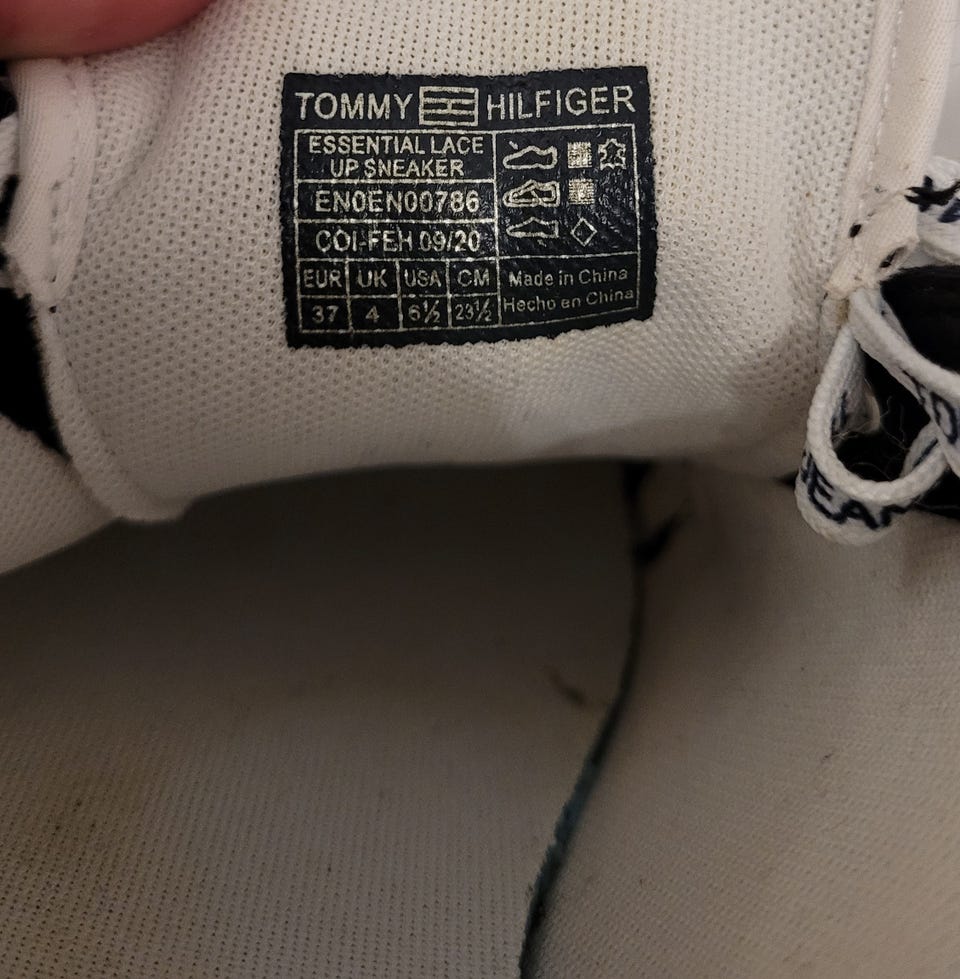 TOMMY HILFIGER
ESSENTIAL LACE
UP SNEAKER
EN0EN00786
COI-FEH 09/20
EUR UK USA CM
37 4 6½ 23½
Made in China
Hecho en China